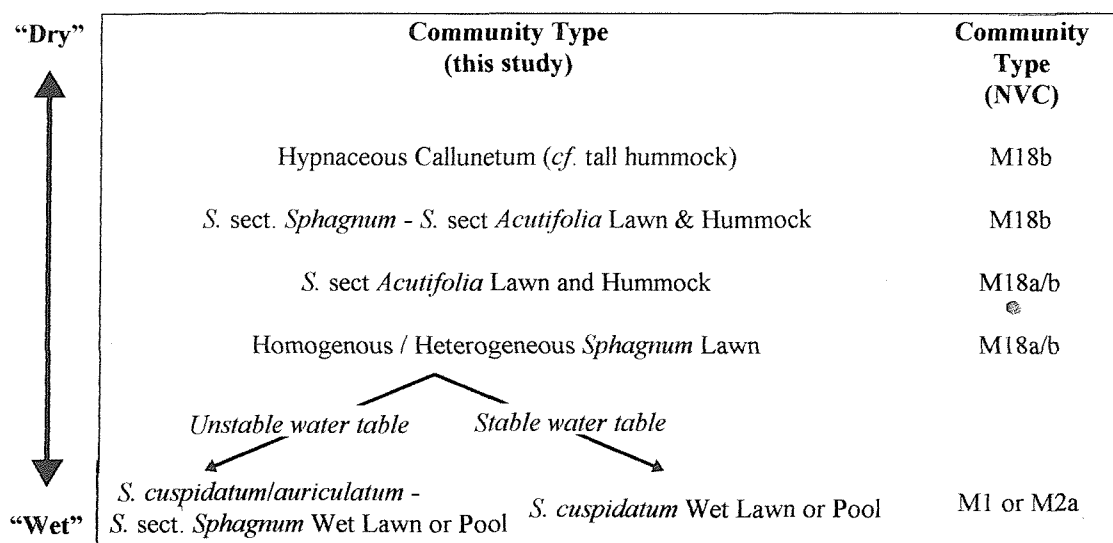 “Dry”
Community Type
(this study)
Community
Type
(NVC)
Hypnaceous Callunetum (cf. tall hummock) M18b
S. sect. Sphagnum - S. sect Acutifolia Lawn & Hummock M18b
S. sect Acutifolia Lawn and Hummock M18a/b
Homogenous / Heterogeneous Sphagnum Lawn M18a/b
Unstable water table Stable water table
S. cuspidatum/auriculatum -
S. sect. Sphagnum Wet Lawn or Pool
S. cuspidatum Wet Lawn or Pool M1 or M2a
“Wet”